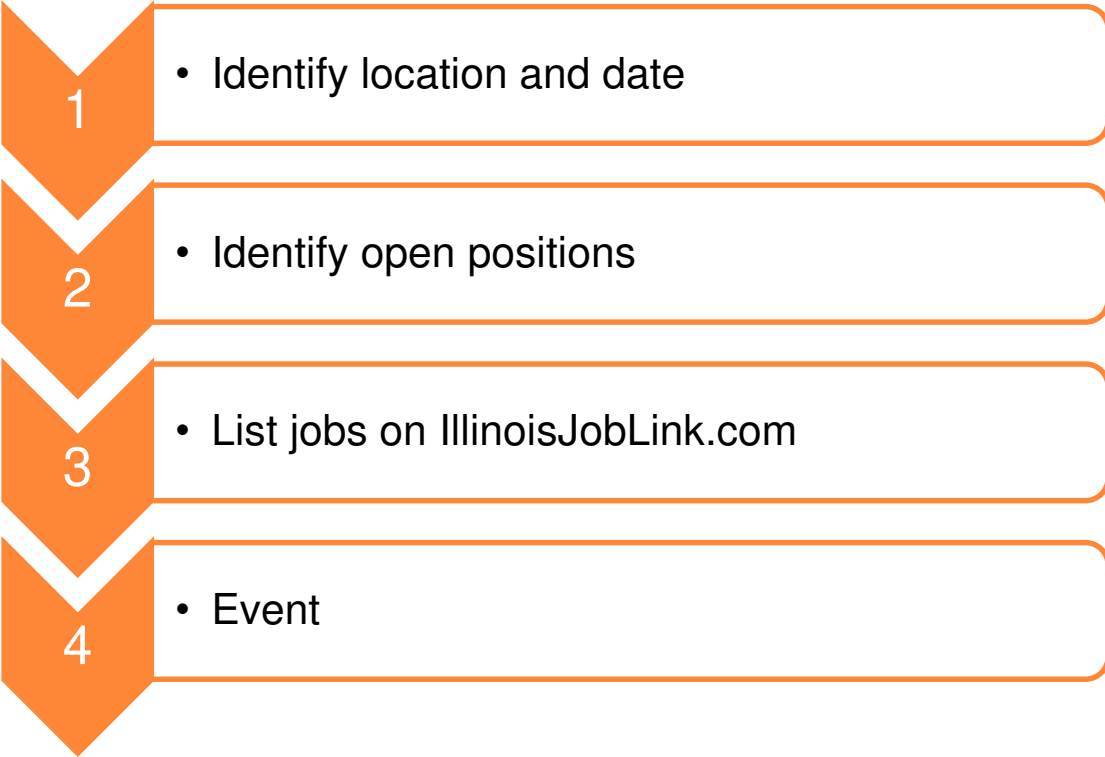 1
• Identify location and date
2
• Identify open positions
3
• List jobs on IllinoisJobLink.com
4
• Event